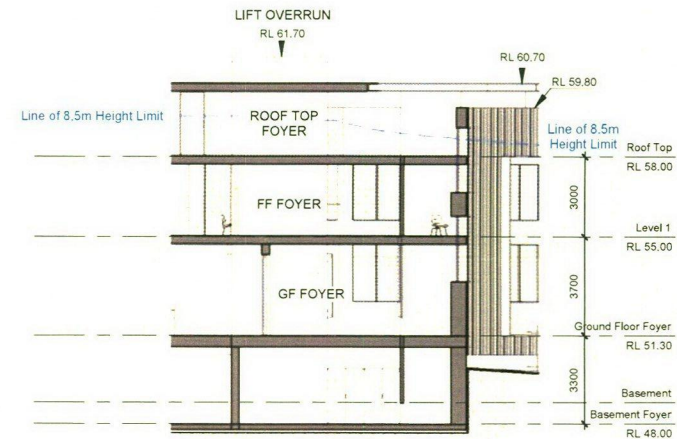 LIFT OVERRUN
RL 61.70
RL 60.70
RL 59.80
Line of 8.5m Height Limit
ROOF TOP
FOYER
Line of 8.5m
Height Limit
Roof Top
RL 58.00
FF FOYER
3000
Level 1
RL 55.00
GF FOYER
3700
Ground Floor Foyer
RL 51.30
3300
Basement
Basement Foyer
RL 48.00